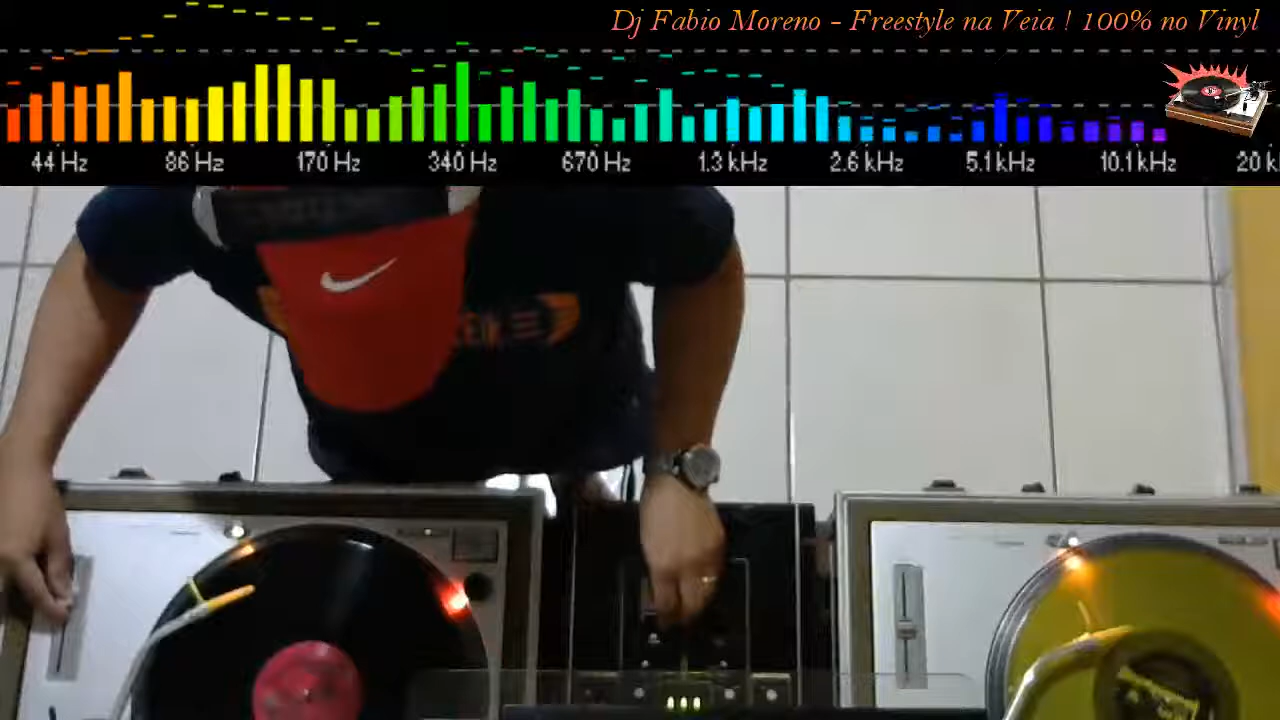 Dj Fabio Moreno - Freestyle na Veia ! 100% no Vinyl
44 Hz 86 Hz 170 Hz 340 Hz 670 Hz 1.3 kHz 2.6 kHz 5.1 kHz 10.1 kHz 20 k